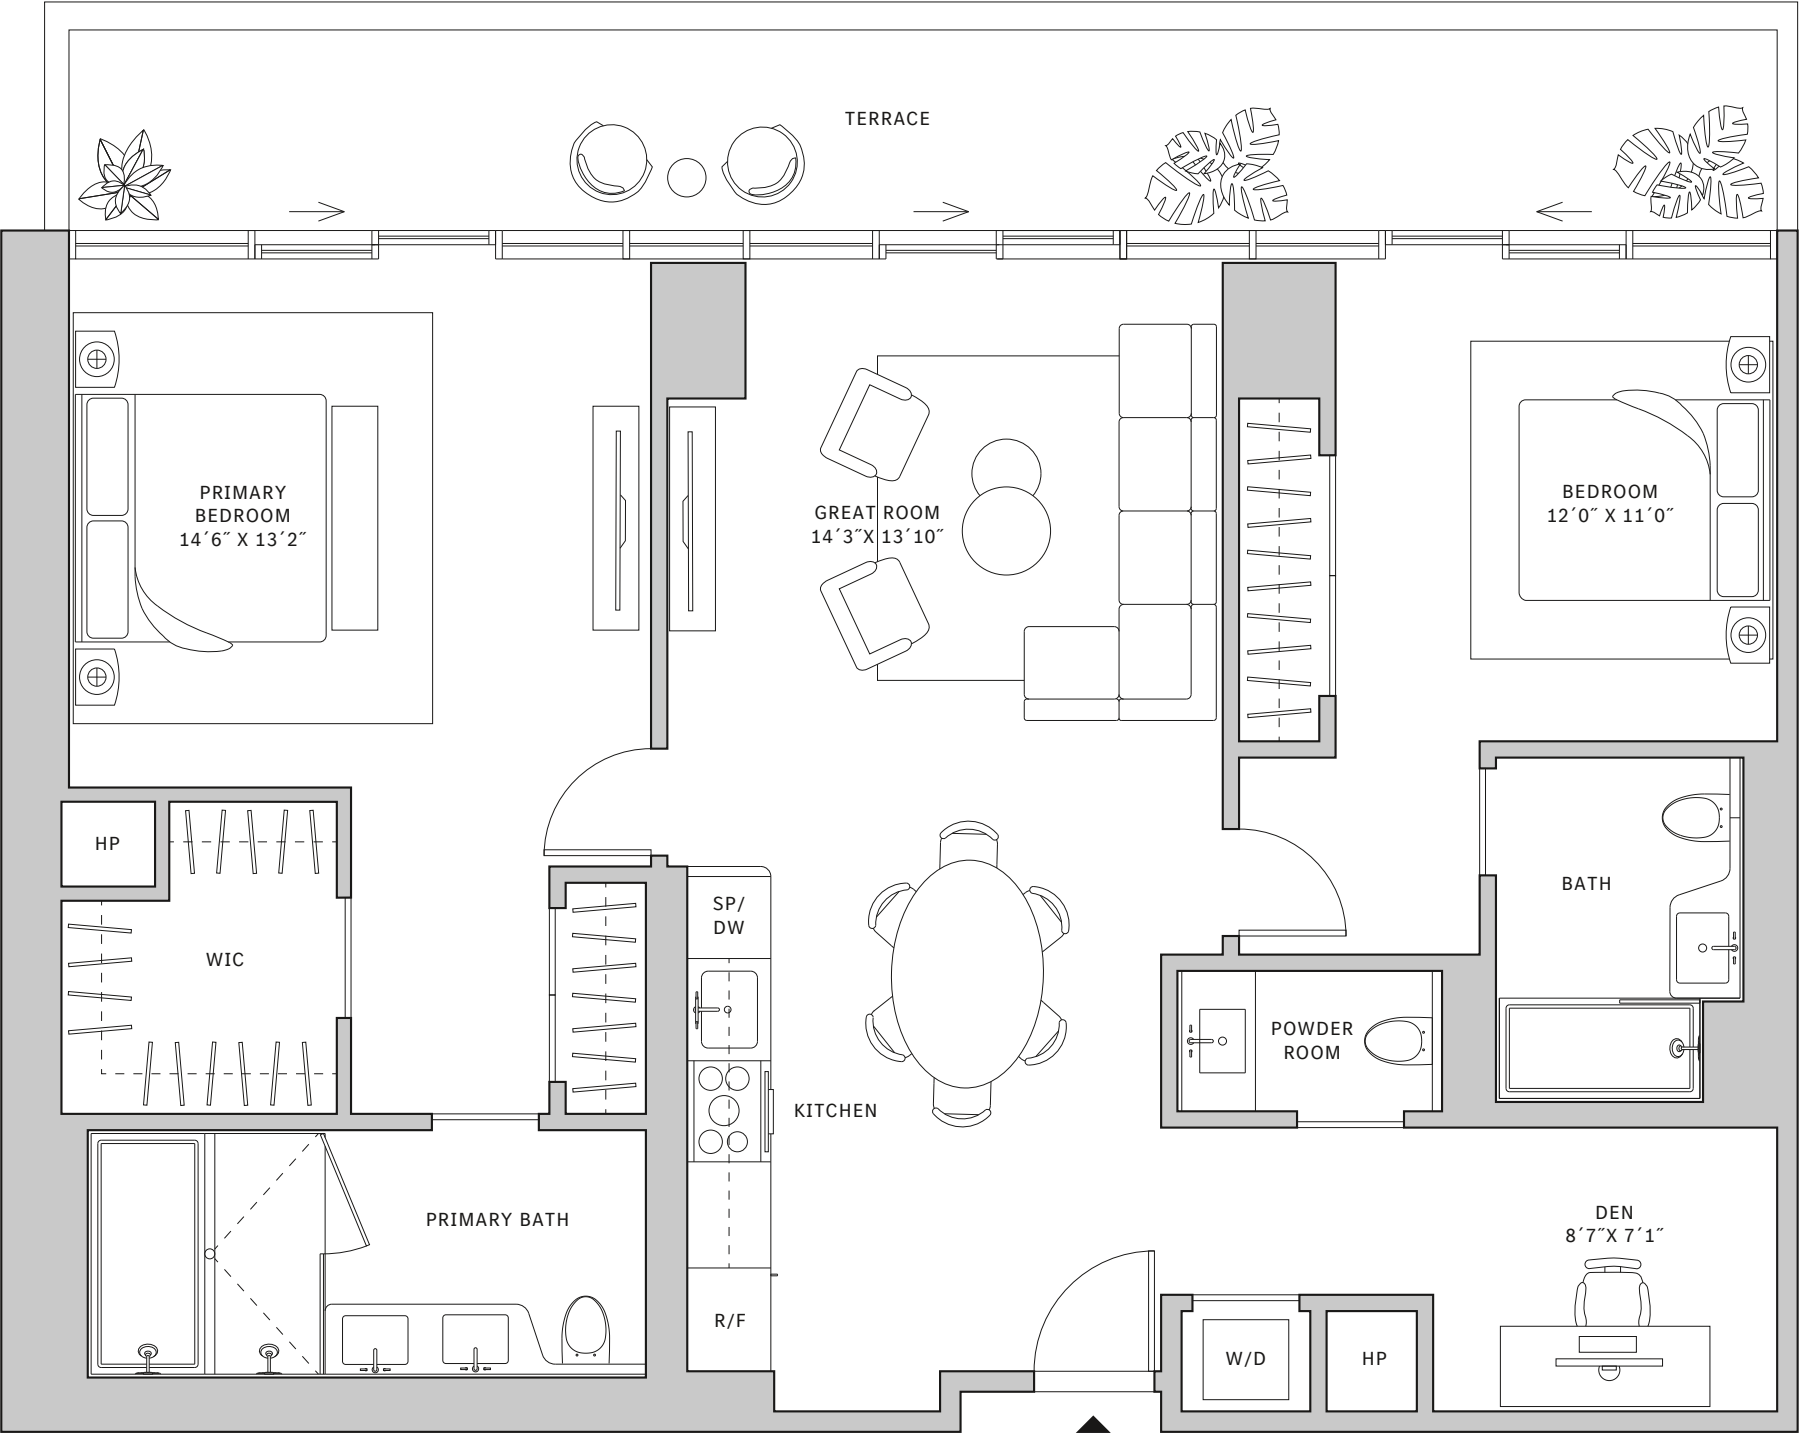 TERRACE
PRIMARY
BEDROOM
14´6˝ X 13´2˝
GREAT ROOM
14´3˝X 13´10˝
BEDROOM
12´0˝ X 11´0˝
HP
WIC
SP/
DW
BATH
POWDER
ROOM
KITCHEN
PRIMARY BATH
DEN
8´7˝X 7´1˝
R/F
W/D
HP